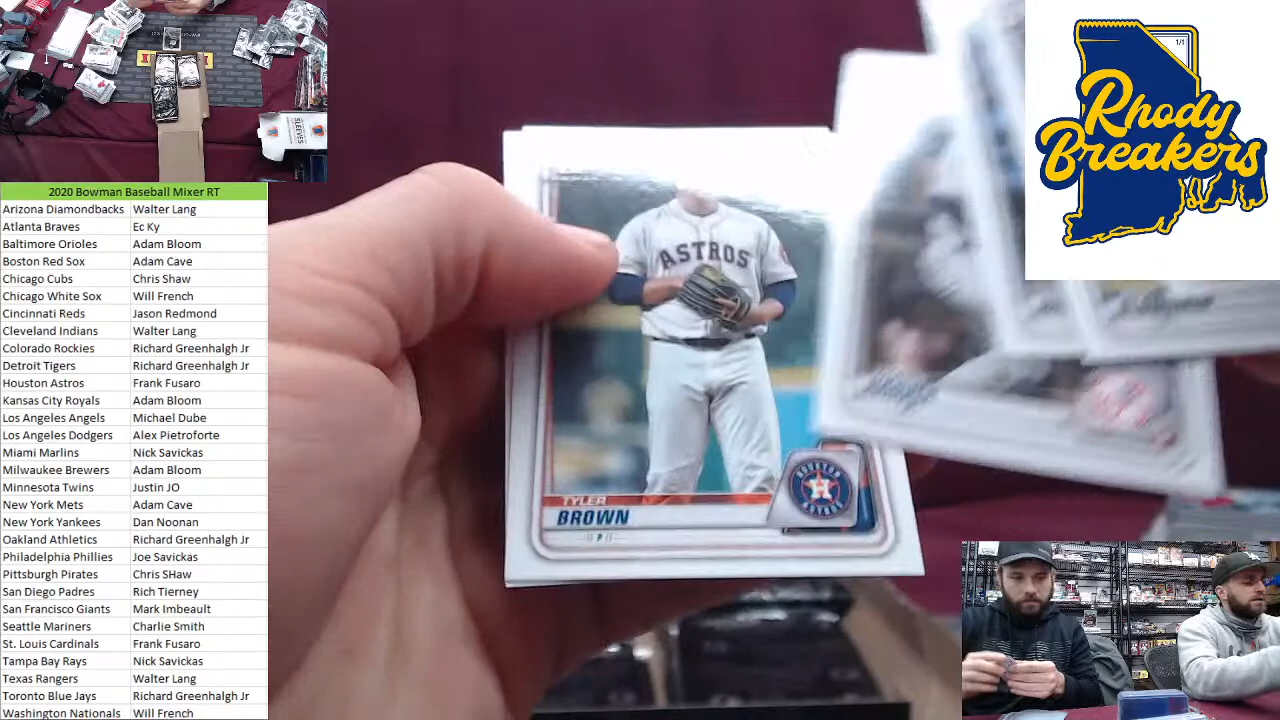 2020 Bowman Baseball Mixer RT
Arizona Diamondbacks Walter Lang
Atlanta Braves Ec Ky
Baltimore Orioles Adam Bloom
Boston Red Sox Adam Cave
Chicago Cubs Chris Shaw
Chicago White Sox Will French
Cincinnati Reds Jason Redmond
Cleveland Indians Walter Lang
Colorado Rockies Richard Greenhalgh Jr
Detroit Tigers Richard Greenhalgh Jr
Houston Astros Frank Fusaro
Kansas City Royals Adam Bloom
Los Angeles Angels Michael Dube
Los Angeles Dodgers Alex Pietroforte
Miami Marlins Nick Savickas
Milwaukee Brewers Adam Bloom
Minnesota Twins Justin JO
New York Mets Adam Cave
New York Yankees Dan Noonan
Oakland Athletics Richard Greenhalgh Jr
Philadelphia Phillies Joe Savickas
Pittsburgh Pirates Chris SHaw
San Diego Padres Rich Tierney
San Francisco Giants Mark Imbeault
Seattle Mariners Charlie Smith
St. Louis Cardinals Frank Fusaro
Tampa Bay Rays Nick Savickas
Texas Rangers Walter Lang
Toronto Blue Jays Richard Greenhalgh Jr
Washington Nationals Will French
ASTROS
TYLER
BROWN
P
HOUSTON
H
ASTROS
1/1
Rhody
Breakers
SLEEVES